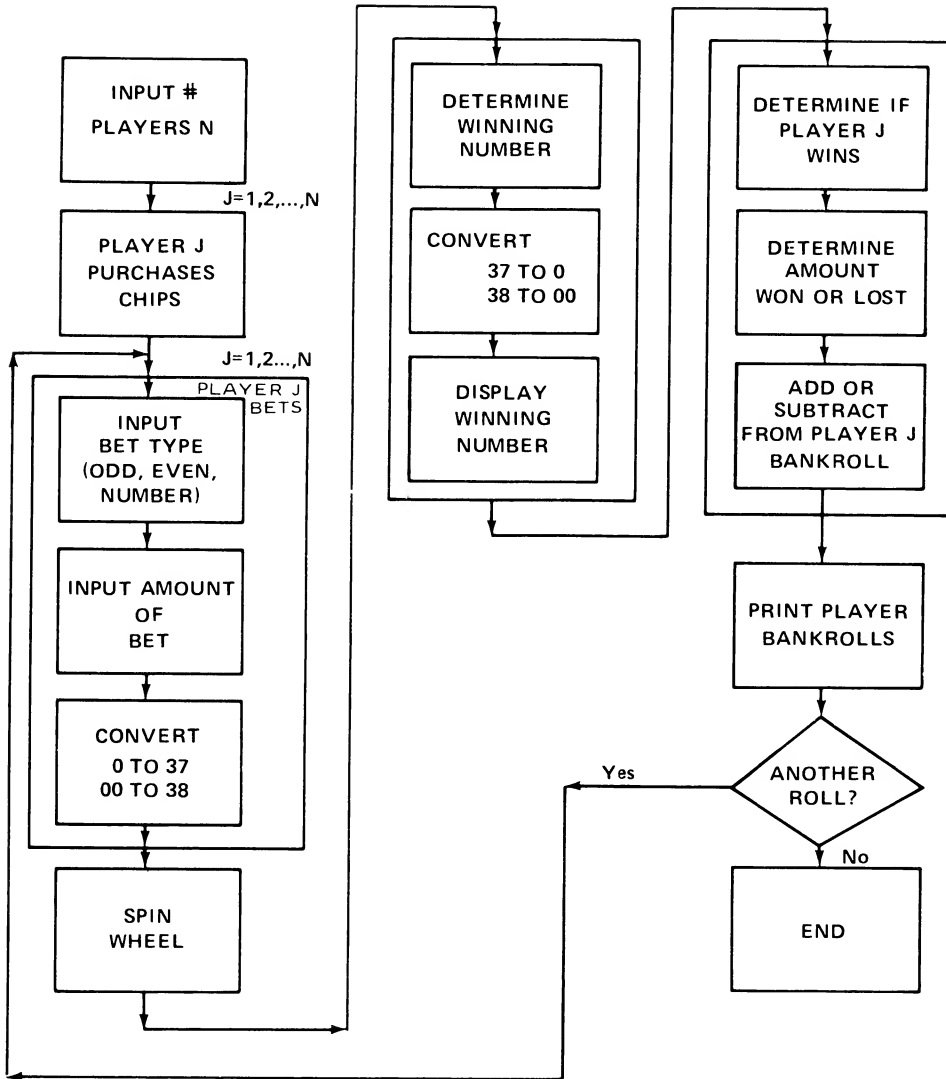 INPUT #
PLAYERS N
J=1,2,...,N
PLAYER J
PURCHASES
CHIPS
J=1,2...,N
PLAYER J
BETS
INPUT
BET TYPE
(ODD, EVEN,
NUMBER)
INPUT AMOUNT
OF
BET
CONVERT
0 TO 37
00 TO 38
SPIN
WHEEL
DETERMINE
WINNING
NUMBER
CONVERT
37 TO 0
38 TO 00
DISPLAY
WINNING
NUMBER
DETERMINE IF
PLAYER J
WINS
DETERMINE
AMOUNT
WON OR LOST
ADD OR
SUBTRACT
FROM PLAYER J
BANKROLL
PRINT PLAYER
BANKROLLS
ANOTHER
ROLL?
Yes
No
END